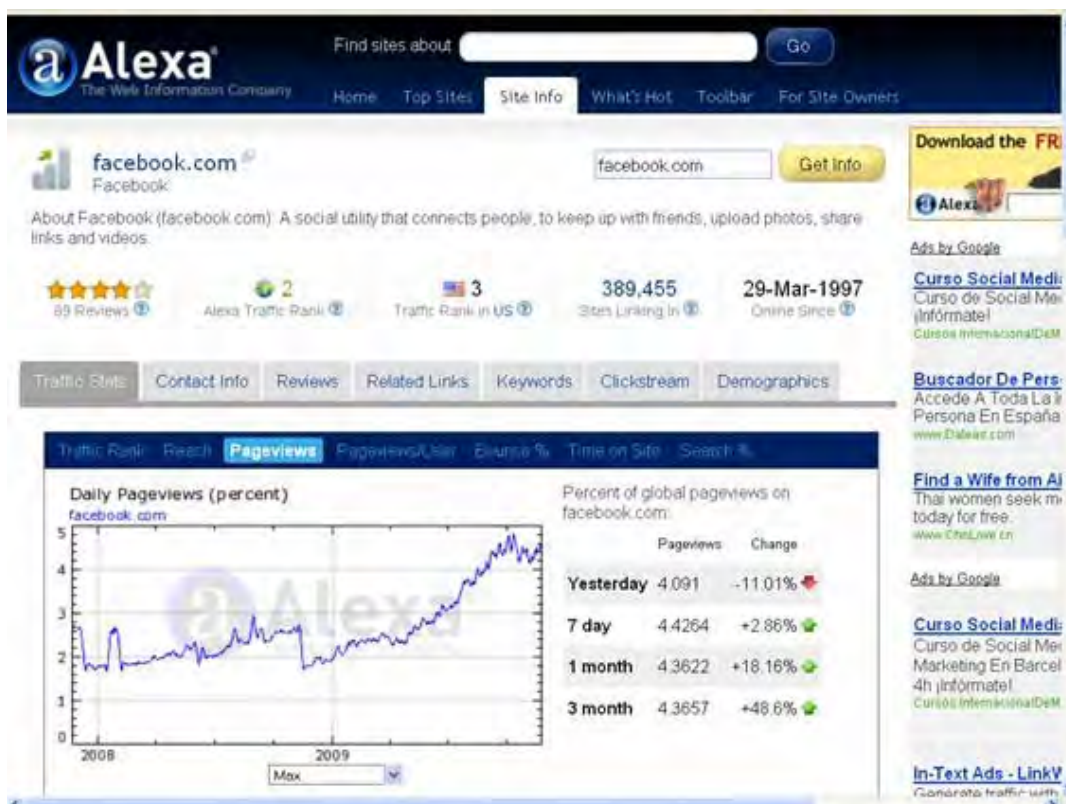 Alexa®
The Web Information Company
Find sites about
Go
Home Top Sites Site Info What's Hot Toolbar For Site Owners
facebook.com
Facebook
facebook.com
Get Info
About Facebook (facebook.com): A social utility that connects people, to keep up with friends, upload photos, share
links and videos.
89 Reviews
2
Alexa Traffic Rank
3
Traffic Rank in US
389,455
Sites Linking In
29-Mar-1997
Online Since
Traffic Stats Contact Info Reviews Related Links Keywords Clickstream Demographics
Traffic Rank Reach Pageviews Pageviews/User Bounce % Time on Site Search %
Daily Pageviews (percent)
facebook.com
5
4
3
2
1
0
Alexa
2008 2009
Max
Percent of global pageviews on
facebook.com:
Pageviews Change
Yesterday 4.091 -11.01%
7 day 4.4264 +2.86%
1 month 4.3622 +18.16%
3 month 4.3657 +48.6%
Download the FR
Alexa
Ads by Google
Curso Social Medi
Curso de Social Me
¡Infórmate!
Buscador De Pers
Accede A Toda La
Persona En España
Find a Wife from
Thai women seek
today for free.
Ads by Google
Curso Social Medi
Curso de Social Me
Marketing En Barcel
4h ¡Infórmate!
In-Text Ads - Link
Generate traffic with